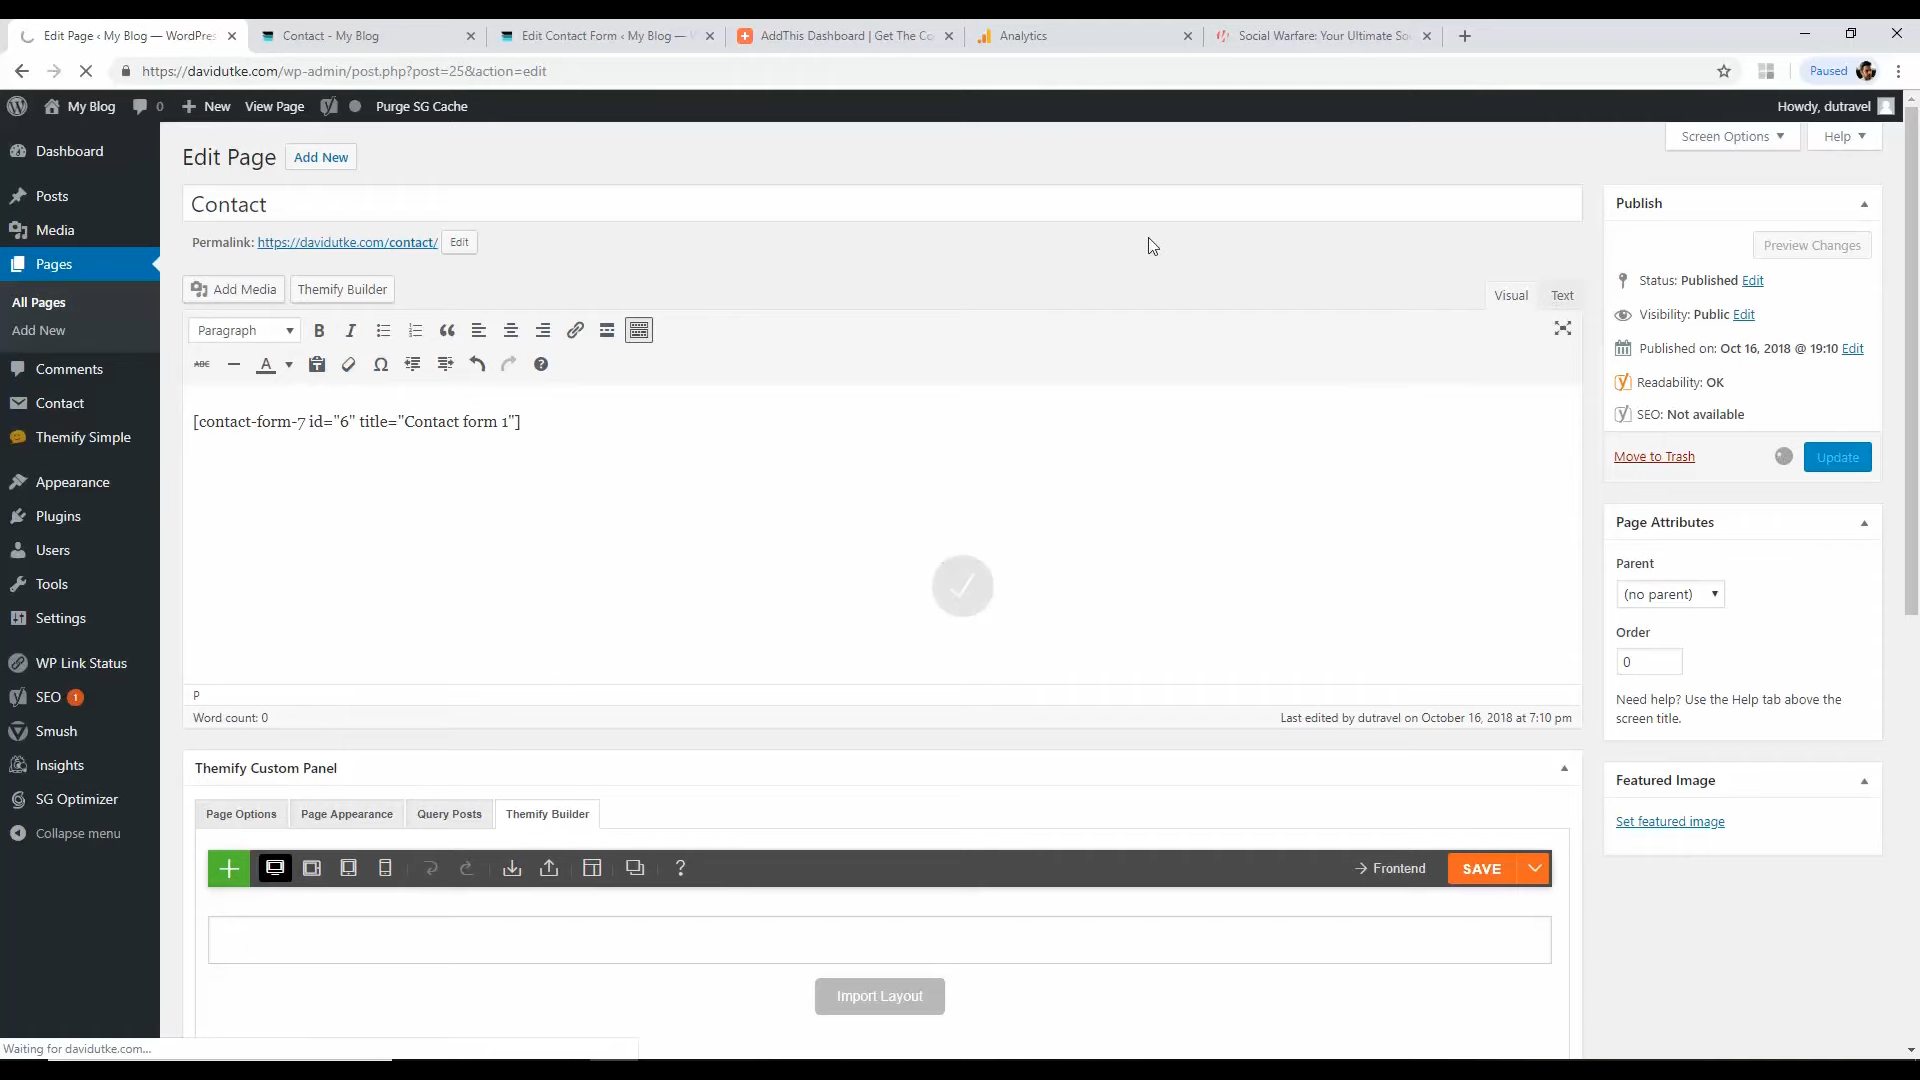 Edit Page ‹ My Blog — WordPres
Contact - My Blog
Edit Contact Form ‹ My Blog —
AddThis Dashboard | Get The Co
Analytics
Social Warfare: Your Ultimate So
https://davidutke.com/wp-admin/post.php?post=25&action=edit
Paused
My Blog
0
New
View Page
Purge SG Cache
Howdy, dutravel
Screen Options
Help
Dashboard
Posts
Media
Pages
All Pages
Add New
Comments
Contact
Themify Simple
Appearance
Plugins
Users
Tools
Settings
WP Link Status
SEO 1
Smush
Insights
SG Optimizer
Collapse menu
Edit Page
Add New
Contact
Permalink: https://davidutke.com/contact/ Edit
Add Media
Themify Builder
Visual
Text
Paragraph
B
I
ABC
A
[contact-form-7 id="6" title="Contact form 1"]
P
Word count: 0
Last edited by dutravel on October 16, 2018 at 7:10 pm
Themify Custom Panel
Page Options
Page Appearance
Query Posts
Themify Builder
?
Frontend
SAVE
Import Layout
Publish
Preview Changes
Status: Published Edit
Visibility: Public Edit
Published on: Oct 16, 2018 @ 19:10 Edit
Readability: OK
SEO: Not available
Move to Trash
Update
Page Attributes
Parent
(no parent)
Order
0
Need help? Use the Help tab above the
screen title.
Featured Image
Set featured image
Waiting for davidutke.com...